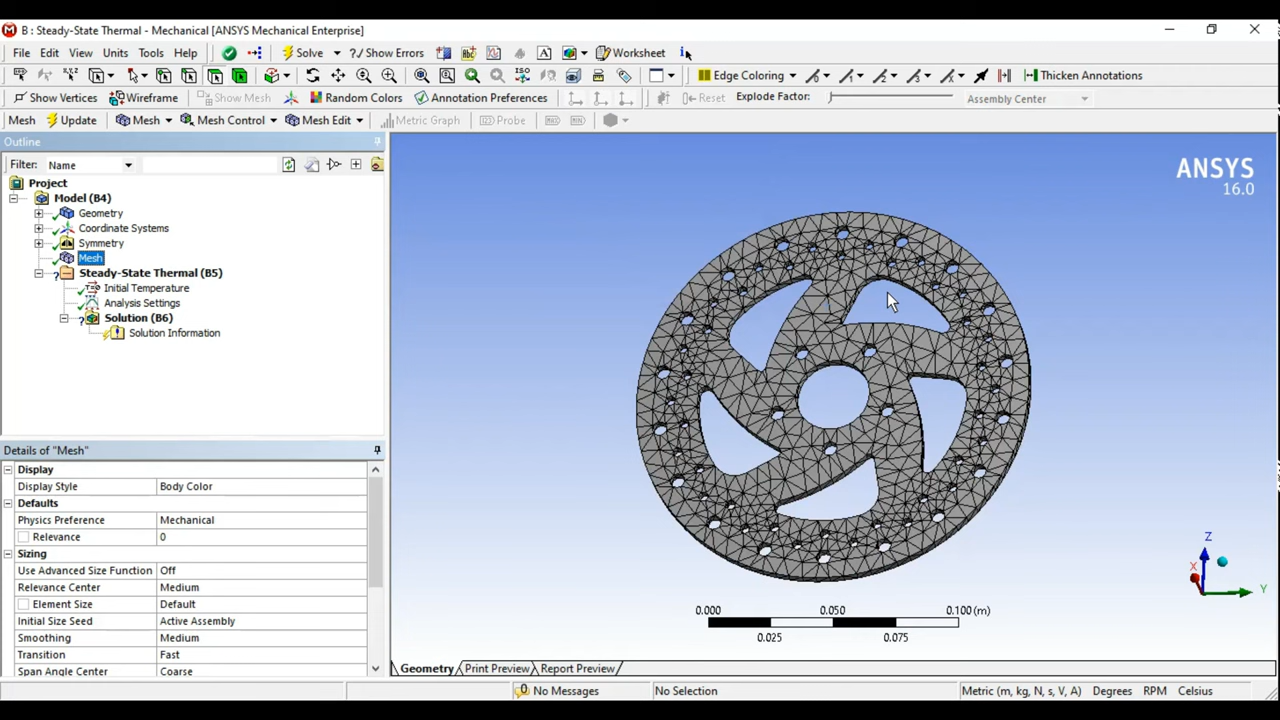 B : Steady-State Thermal - Mechanical [ANSYS Mechanical Enterprise]
File Edit View Units Tools Help Solve ?/ Show Errors Worksheet
Edge Coloring Thicken Annotations
Show Vertices Wireframe Show Mesh Random Colors Annotation Preferences Reset Explode Factor: Assembly Center
Mesh Update Mesh Mesh Control Mesh Edit Metric Graph Probe MAX MIN
Outline
Filter: Name
Project
Model (B4)
Geometry
Coordinate Systems
Symmetry
Mesh
Steady-State Thermal (B5)
Initial Temperature
Analysis Settings
Solution (B6)
Solution Information
Details of "Mesh"
Display
Display Style Body Color
Defaults
Physics Preference Mechanical
Relevance 0
Sizing
Use Advanced Size Function Off
Relevance Center Medium
Element Size Default
Initial Size Seed Active Assembly
Smoothing Medium
Transition Fast
Span Angle Center Coarse
ANSYS
16.0
Z
X
Y
0.000 0.050 0.100 (m)
0.025 0.075
Geometry Print Preview Report Preview
0 No Messages No Selection Metric (m, kg, N, s, V, A) Degrees RPM Celsius